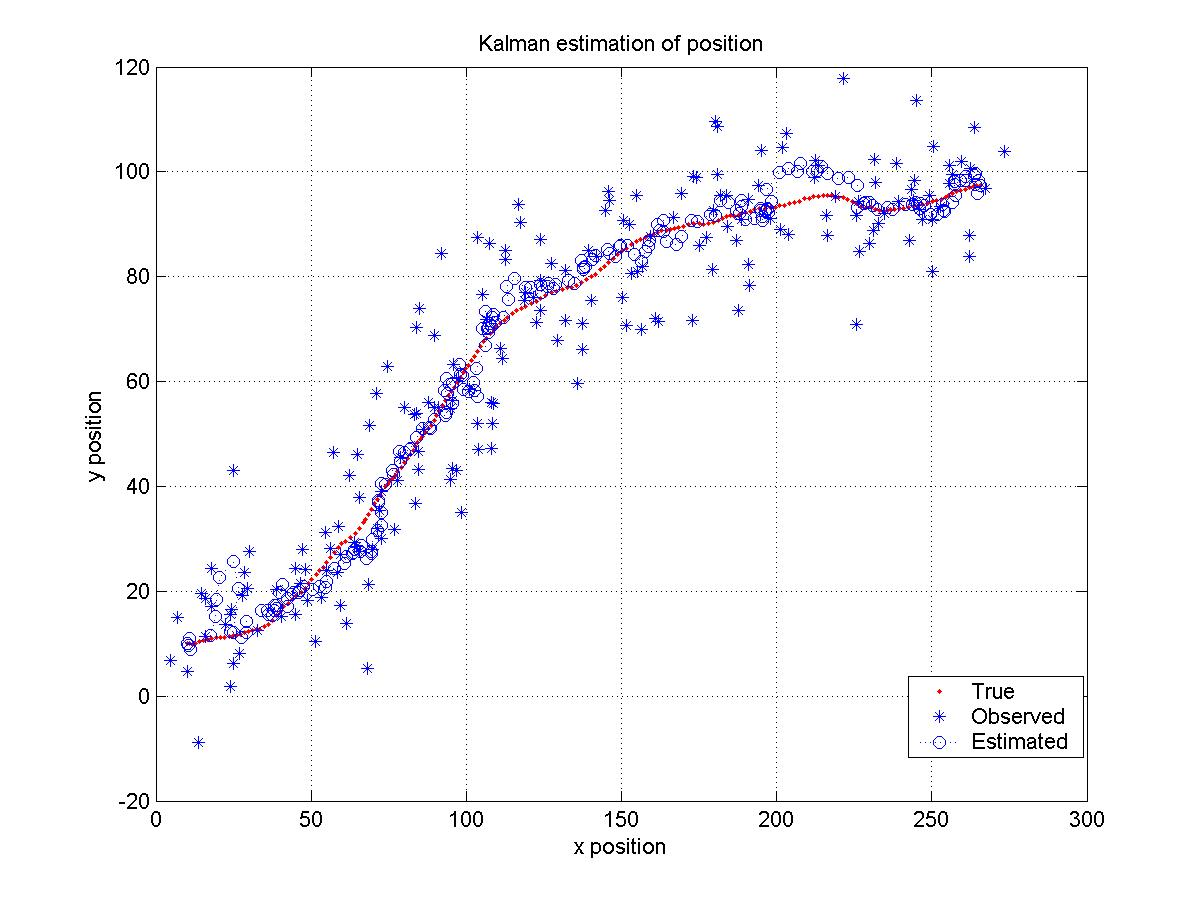 Kalman estimation of position
120
100
80
60
40
20
0
-20
y position
0 50 100 150 200 250 300
x position
True
Observed
Estimated